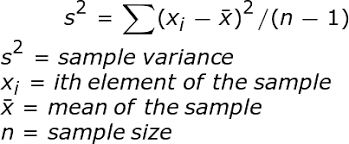 s² = ∑(xᵢ − x̄)²/(n − 1)
s² = sample variance
xᵢ = ith element of the sample
x̄ = mean of the sample
n = sample size